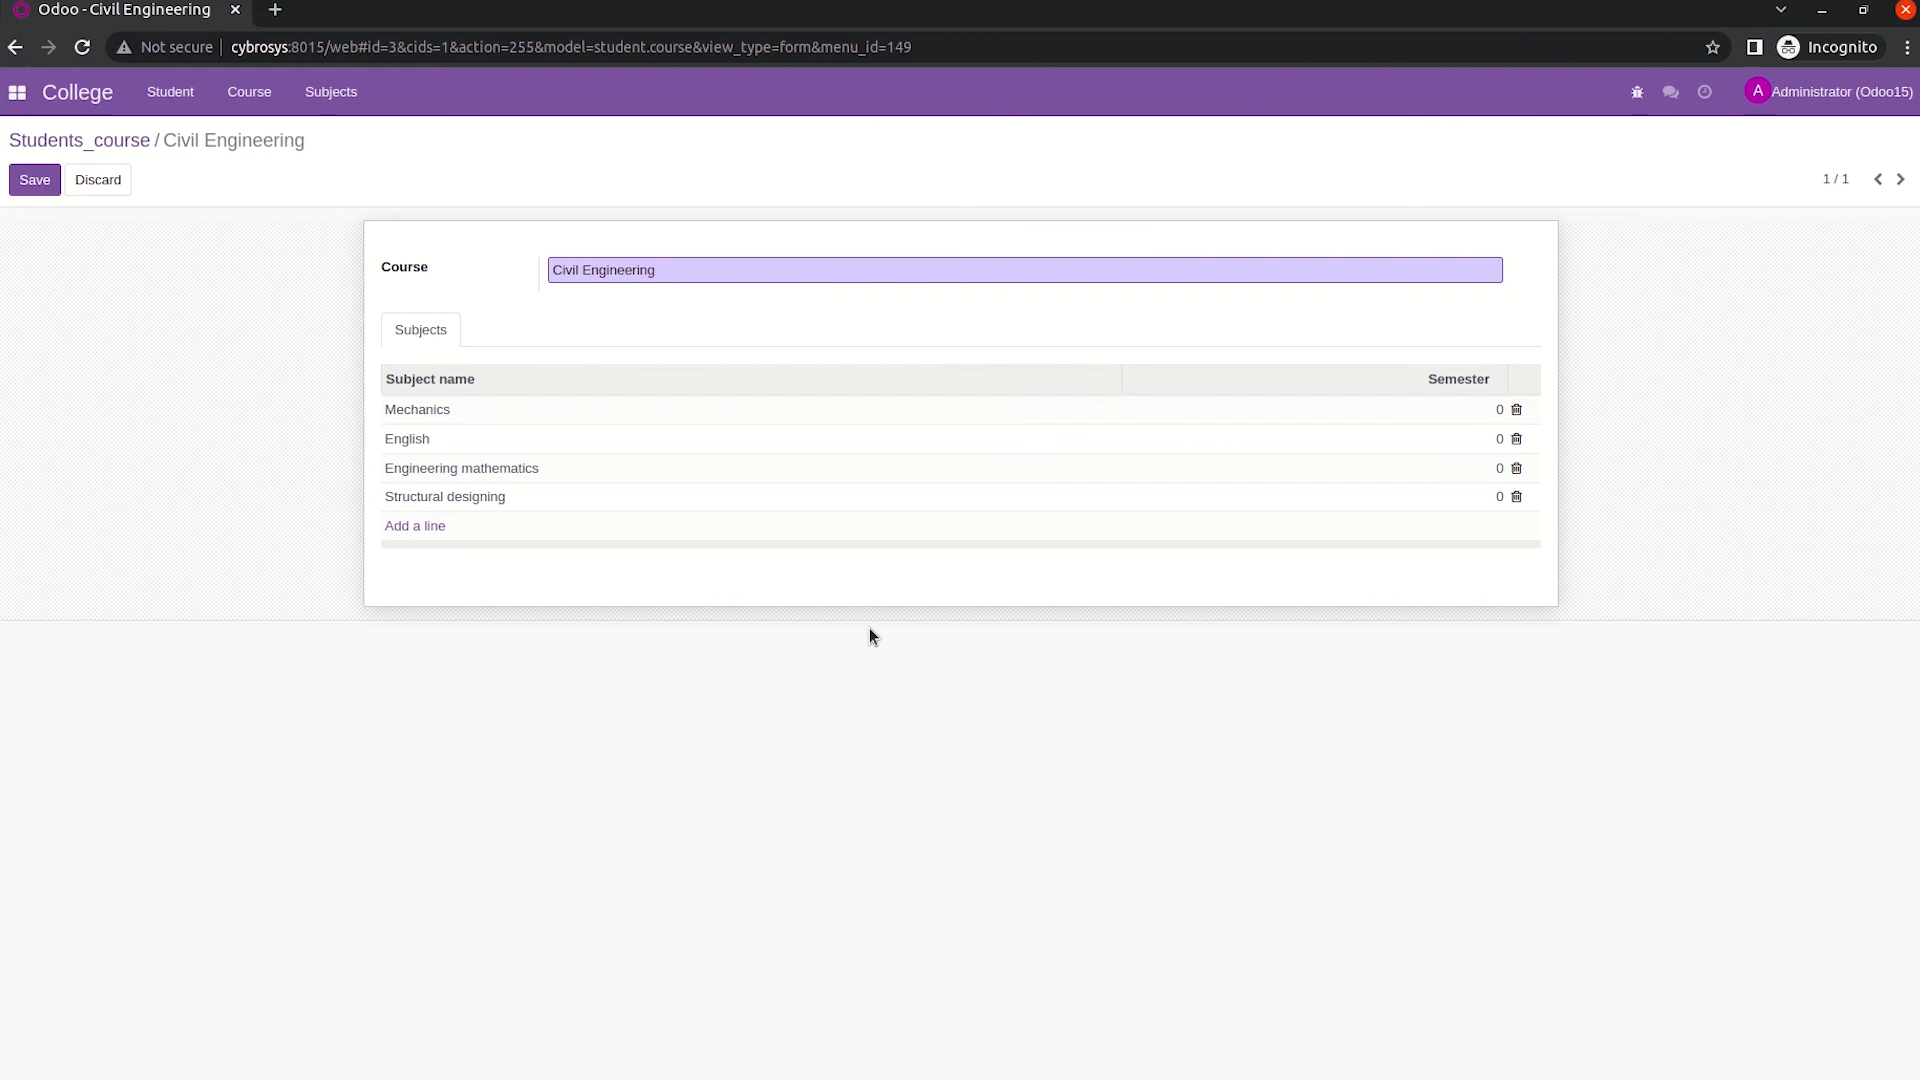 Odoo - Civil Engineering
Not secure cybrosys:8015/web#id=3&cids=1&action=255&model=student.course&view_type=form&menu_id=149 Incognito
College Student Course Subjects A Administrator (Odoo15)
Students_course / Civil Engineering
Save Discard 1 / 1
Course Civil Engineering
Subjects
Subject name Semester
Mechanics 0
English 0
Engineering mathematics 0
Structural designing 0
Add a line